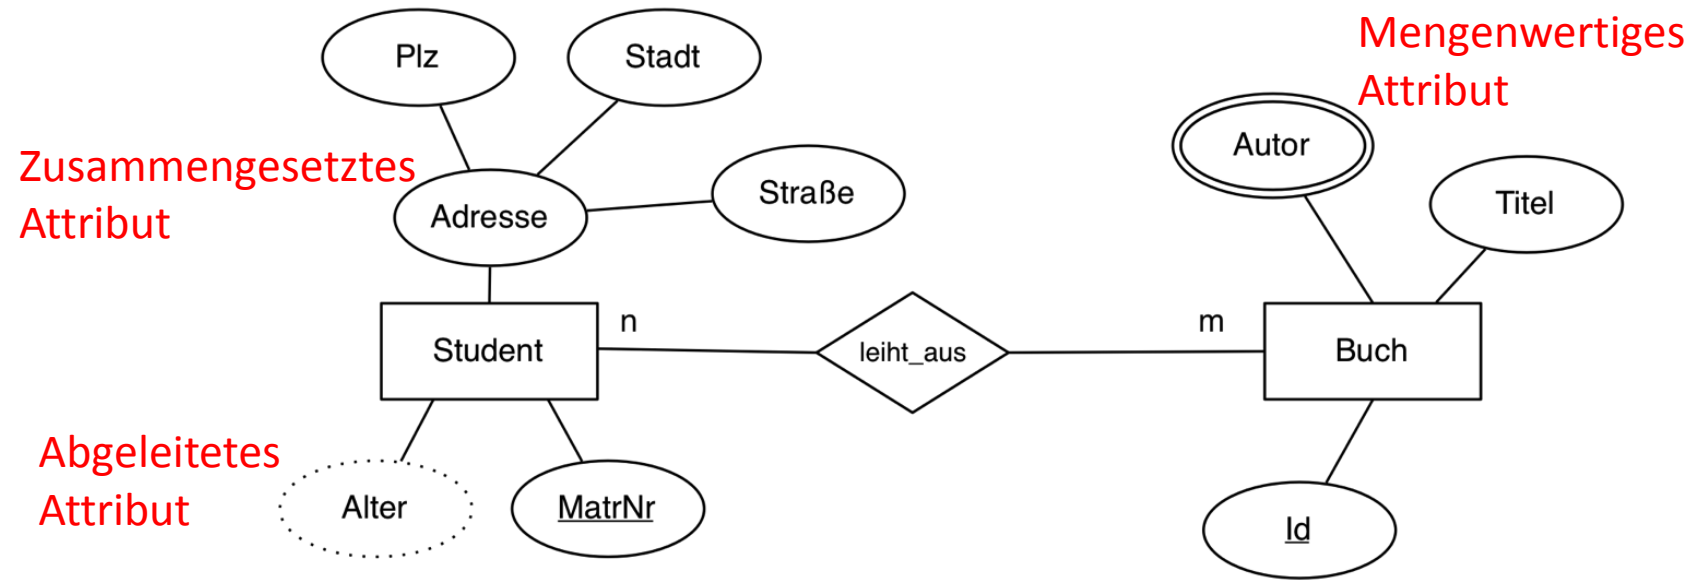 Plz
Stadt
Mengenwertiges
Attribut
Autor
Zusammengesetztes
Attribut
Adresse
Straße
Titel
Student
n
leiht_aus
m
Buch
Abgeleitetes
Attribut
Alter
MatrNr
Id